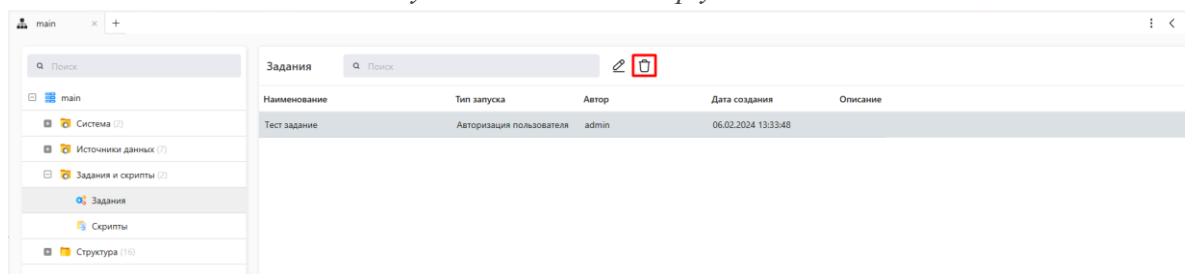 main × +
Поиск
main
Система (2)
Источники данных (7)
Задания и скрипты (2)
Задания
Скрипты
Структура (16)
Задания Поиск
Наименование Тип запуска Автор Дата создания Описание
Тест задание Авторизация пользователя admin 06.02.2024 13:33:48